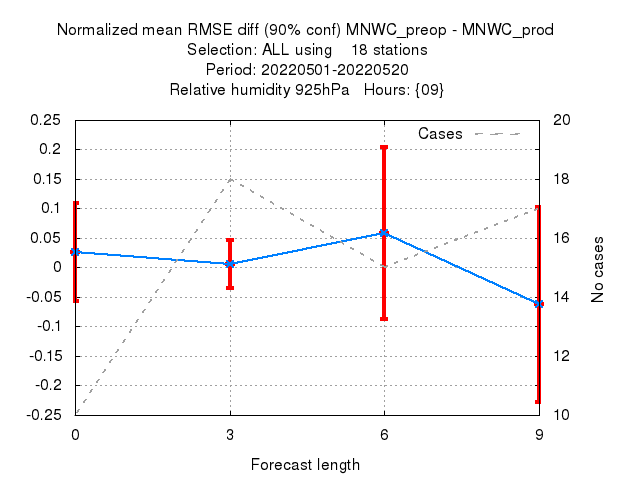 Normalized mean RMSE diff (90% conf) MNWC_preop - MNWC_prod
Selection: ALL using 18 stations
Period: 20220501-20220520
Relative humidity 925hPa Hours: {09}
Cases
0.25
0.2
0.15
0.1
0.05
0
-0.05
-0.1
-0.15
-0.2
-0.25
20
18
16
14
12
10
No cases
0 3 6 9
Forecast length